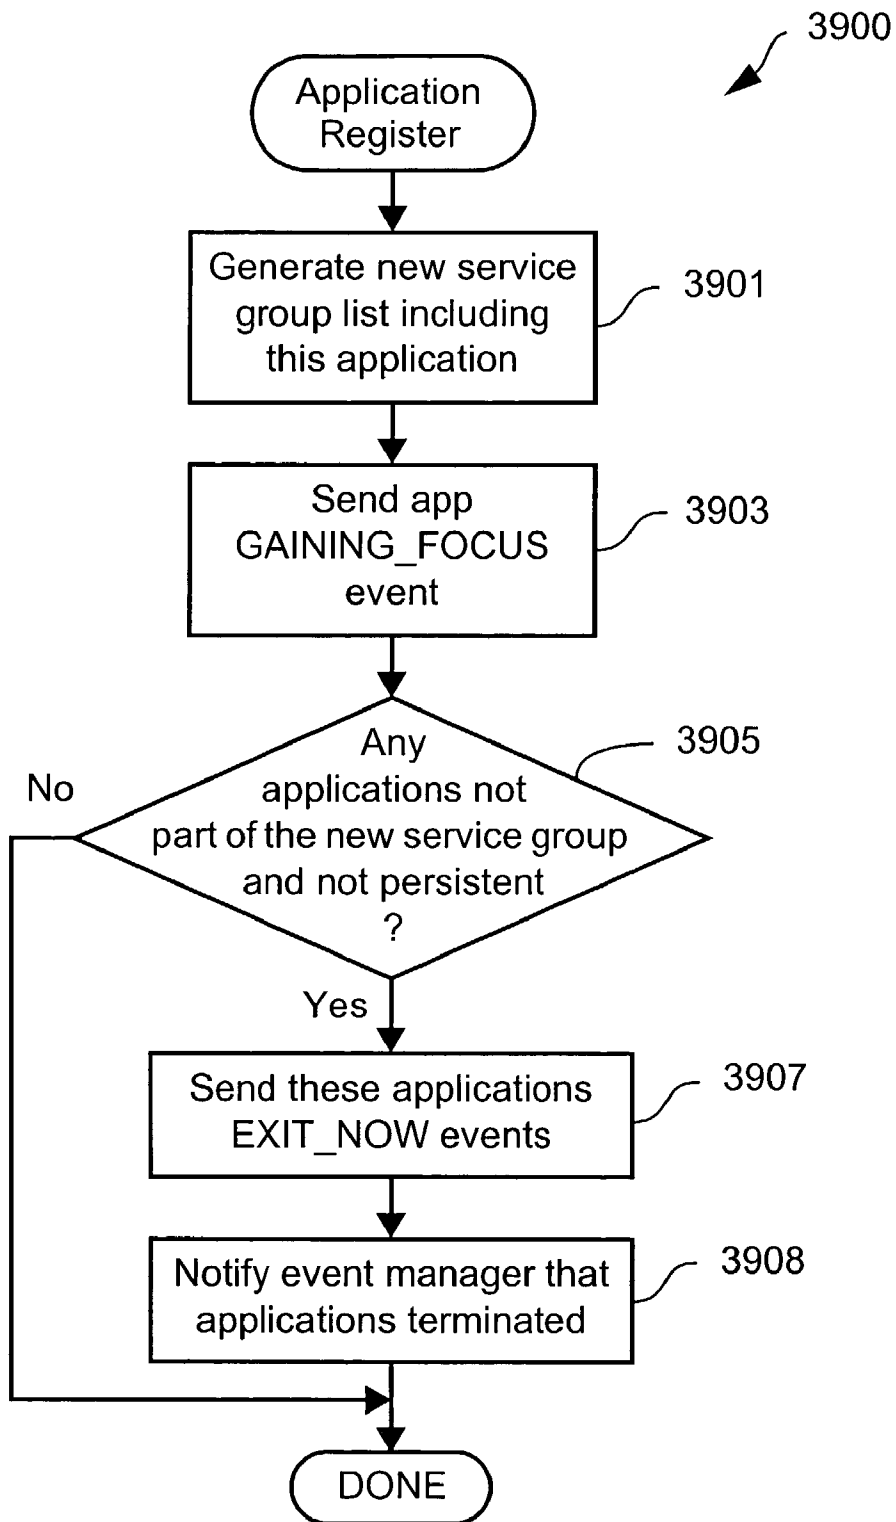 3900
Application
Register
Generate new service
group list including
this application
3901
Send app
GAINING_FOCUS
event
3903
Any
applications not
part of the new service group
and not persistent
?
3905
No
Yes
Send these applications
EXIT_NOW events
3907
Notify event manager that
applications terminated
3908
DONE